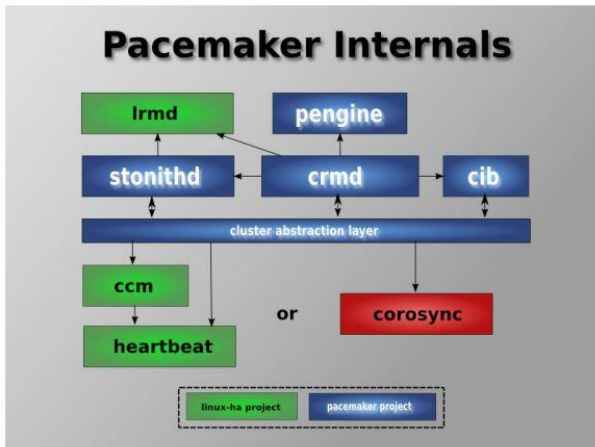 Pacemaker Internals
lrmd
pengine
stonithd
crmd
cib
cluster abstraction layer
ccm
or
corosync
heartbeat
linux-ha project
pacemaker project